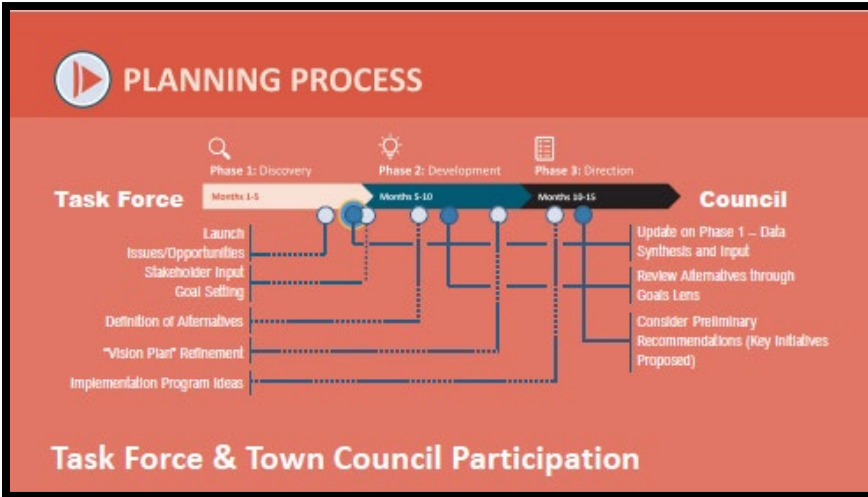 PLANNING PROCESS
Phase 1: Discovery
Phase 2: Development
Phase 3: Direction
Task Force
Months 1-5
Months 5-10
Months 10-15
Council
Launch
Issues/Opportunities
Stakeholder Input
Goal Setting
Definition of Alternatives
"Vision Plan" Refinement
Implementation Program Ideas
Update on Phase 1 – Data
Synthesis and Input
Review Alternatives through
Goals Lens
Consider Preliminary
Recommendations (Key Initiatives
Proposed)
Task Force & Town Council Participation